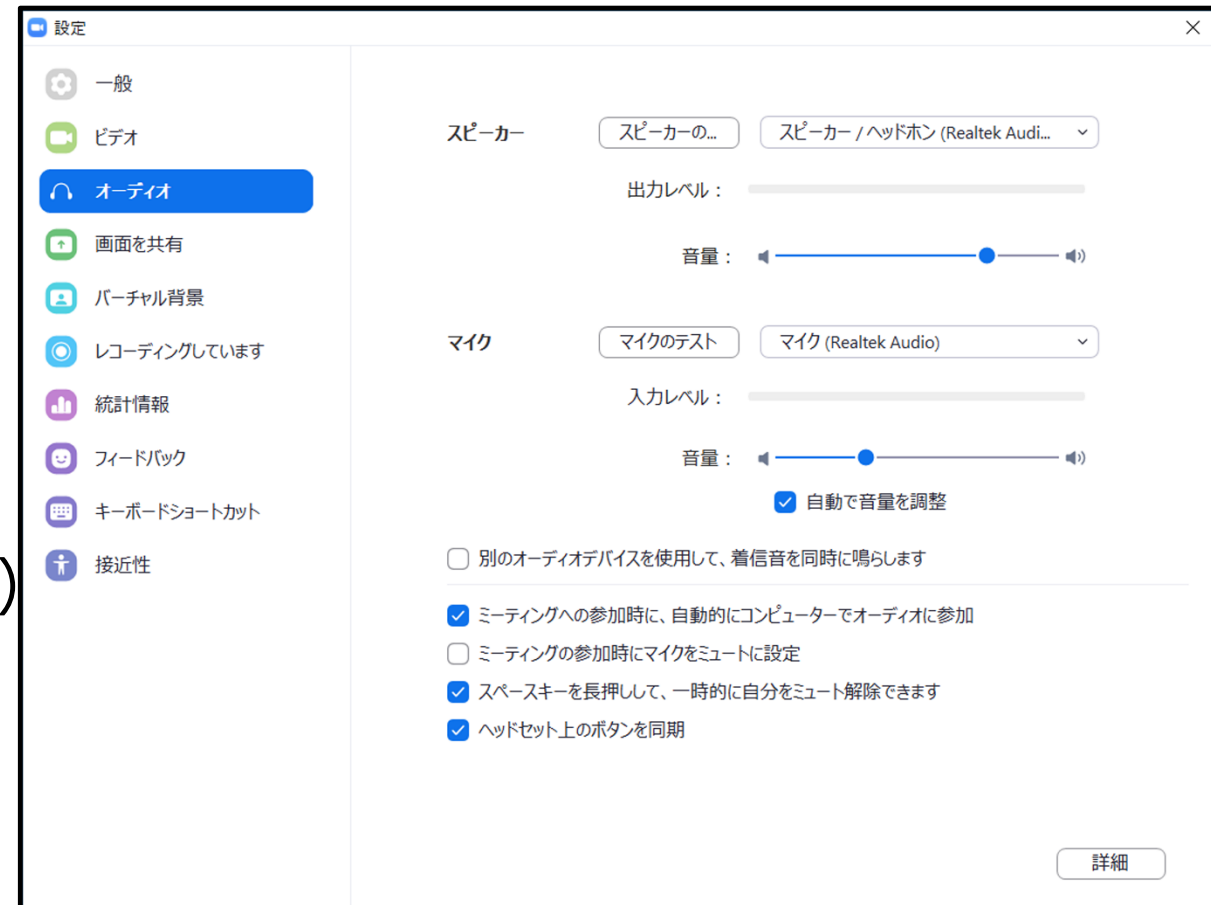 設定
一般
ビデオ
オーディオ
画面を共有
バーチャル背景
レコーディングしています
統計情報
フィードバック
キーボードショートカット
接近性
)
スピーカー スピーカーの... スピーカー / ヘッドホン (Realtek Audi...
出力レベル：
音量：
マイク マイクのテスト マイク (Realtek Audio)
入力レベル：
音量：
自動で音量を調整
別のオーディオデバイスを使用して、着信音を同時に鳴らします
ミーティングへの参加時に、自動的にコンピューターでオーディオに参加
ミーティングの参加時にマイクをミュートに設定
スペースキーを長押しして、一時的に自分をミュート解除できます
ヘッドセット上のボタンを同期
詳細